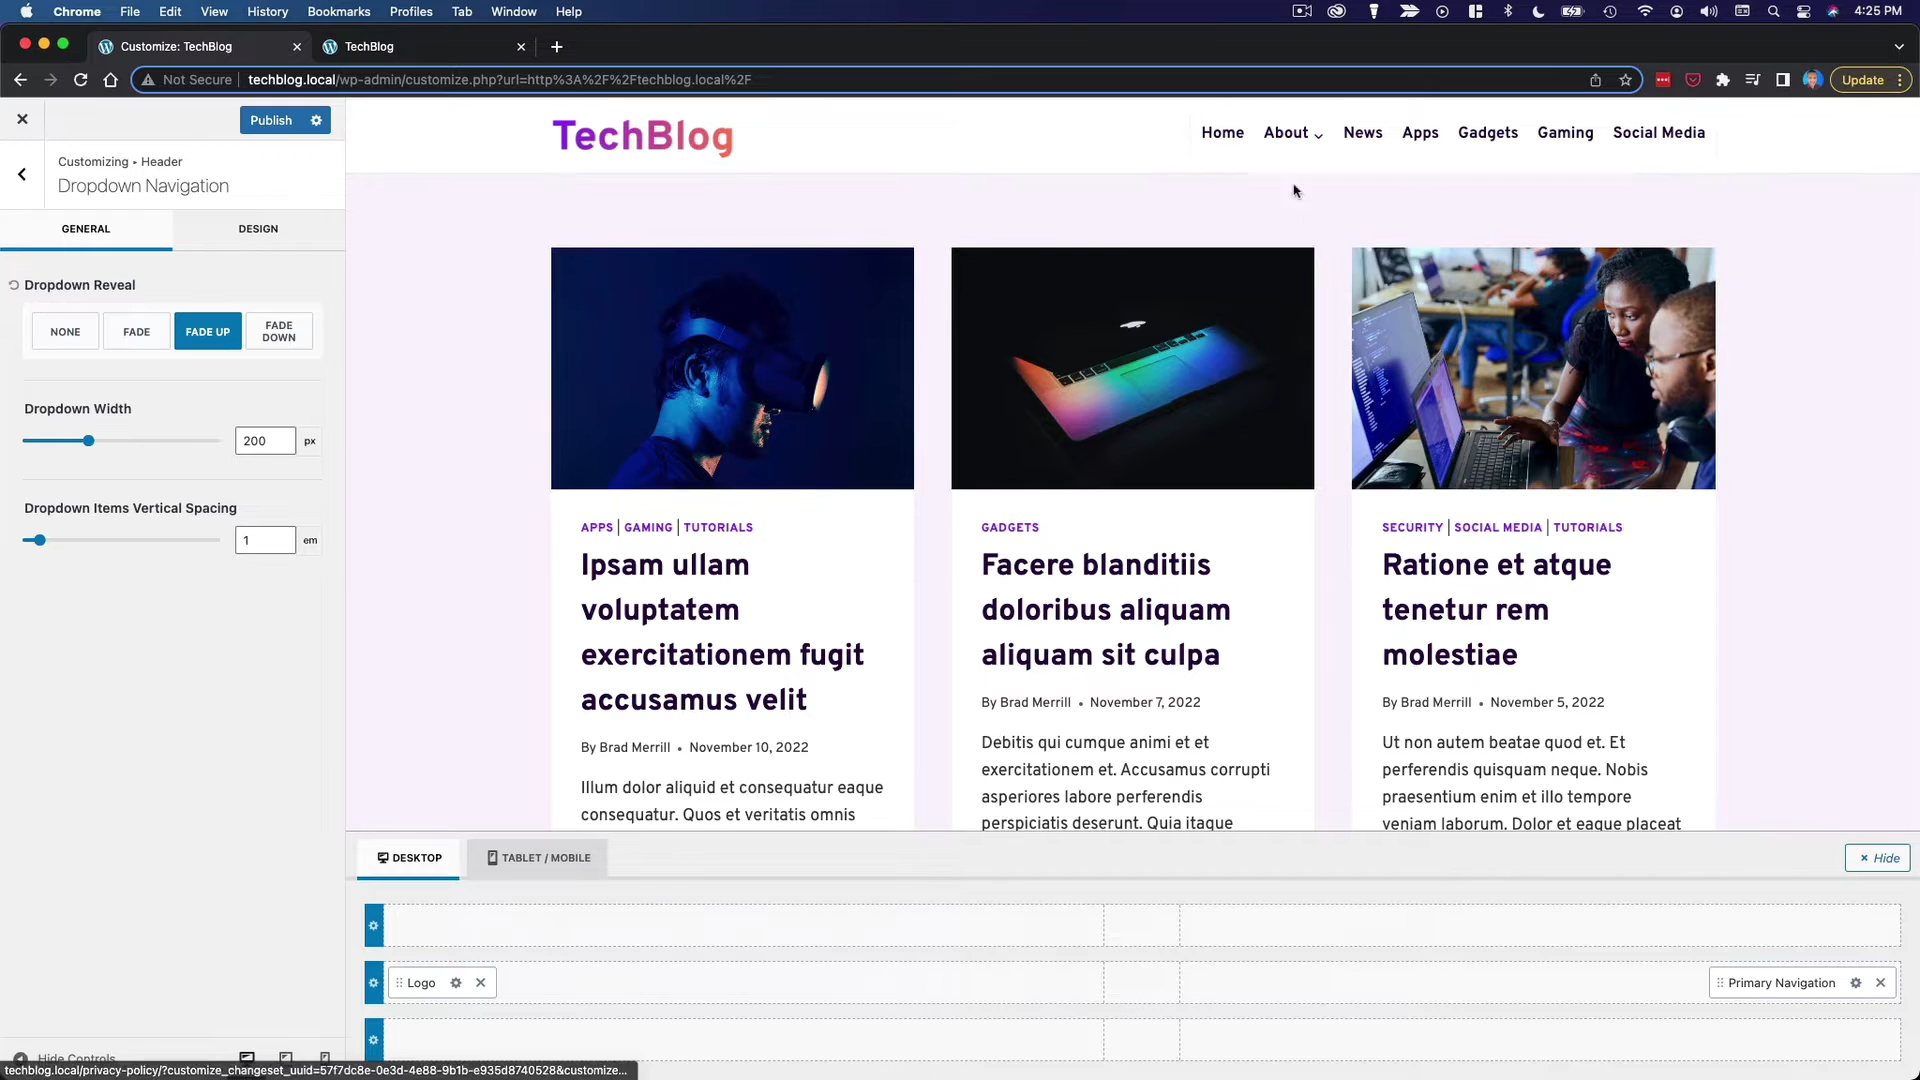 Chrome File Edit View History Bookmarks Profiles Tab Window Help 4:25 PM
Customize: TechBlog TechBlog
Not Secure techblog.local/wp-admin/customize.php?url=http%3A%2F%2Ftechblog.local%2F Update
Publish
Customizing ▸ Header
Dropdown Navigation
GENERAL DESIGN
Dropdown Reveal
NONE FADE FADE UP FADE DOWN
Dropdown Width
200 px
Dropdown Items Vertical Spacing
1 em
Hide Controls
TechBlog Home About News Apps Gadgets Gaming Social Media
APPS | GAMING | TUTORIALS
Ipsam ullam
voluptatem
exercitationem fugit
accusamus velit
By Brad Merrill • November 10, 2022
Illum dolor aliquid et consequatur eaque
consequatur. Quos et veritatis omnis
GADGETS
Facere blanditiis
doloribus aliquam
aliquam sit culpa
By Brad Merrill • November 7, 2022
Debitis qui cumque animi et et
exercitationem et. Accusamus corrupti
asperiores labore perferendis
perspiciatis deserunt. Quia itaque
SECURITY | SOCIAL MEDIA | TUTORIALS
Ratione et atque
tenetur rem
molestiae
By Brad Merrill • November 5, 2022
Ut non autem beatae quod et. Et
perferendis quisquam neque. Nobis
praesentium enim et illo tempore
veniam laborum. Dolor et eaque placeat
DESKTOP TABLET / MOBILE × Hide
Logo Primary Navigation
techblog.local/privacy-policy/?customize_changeset_uuid=57f7dc8e-0e3d-4e88-9b1b-e935d8740528&customize...